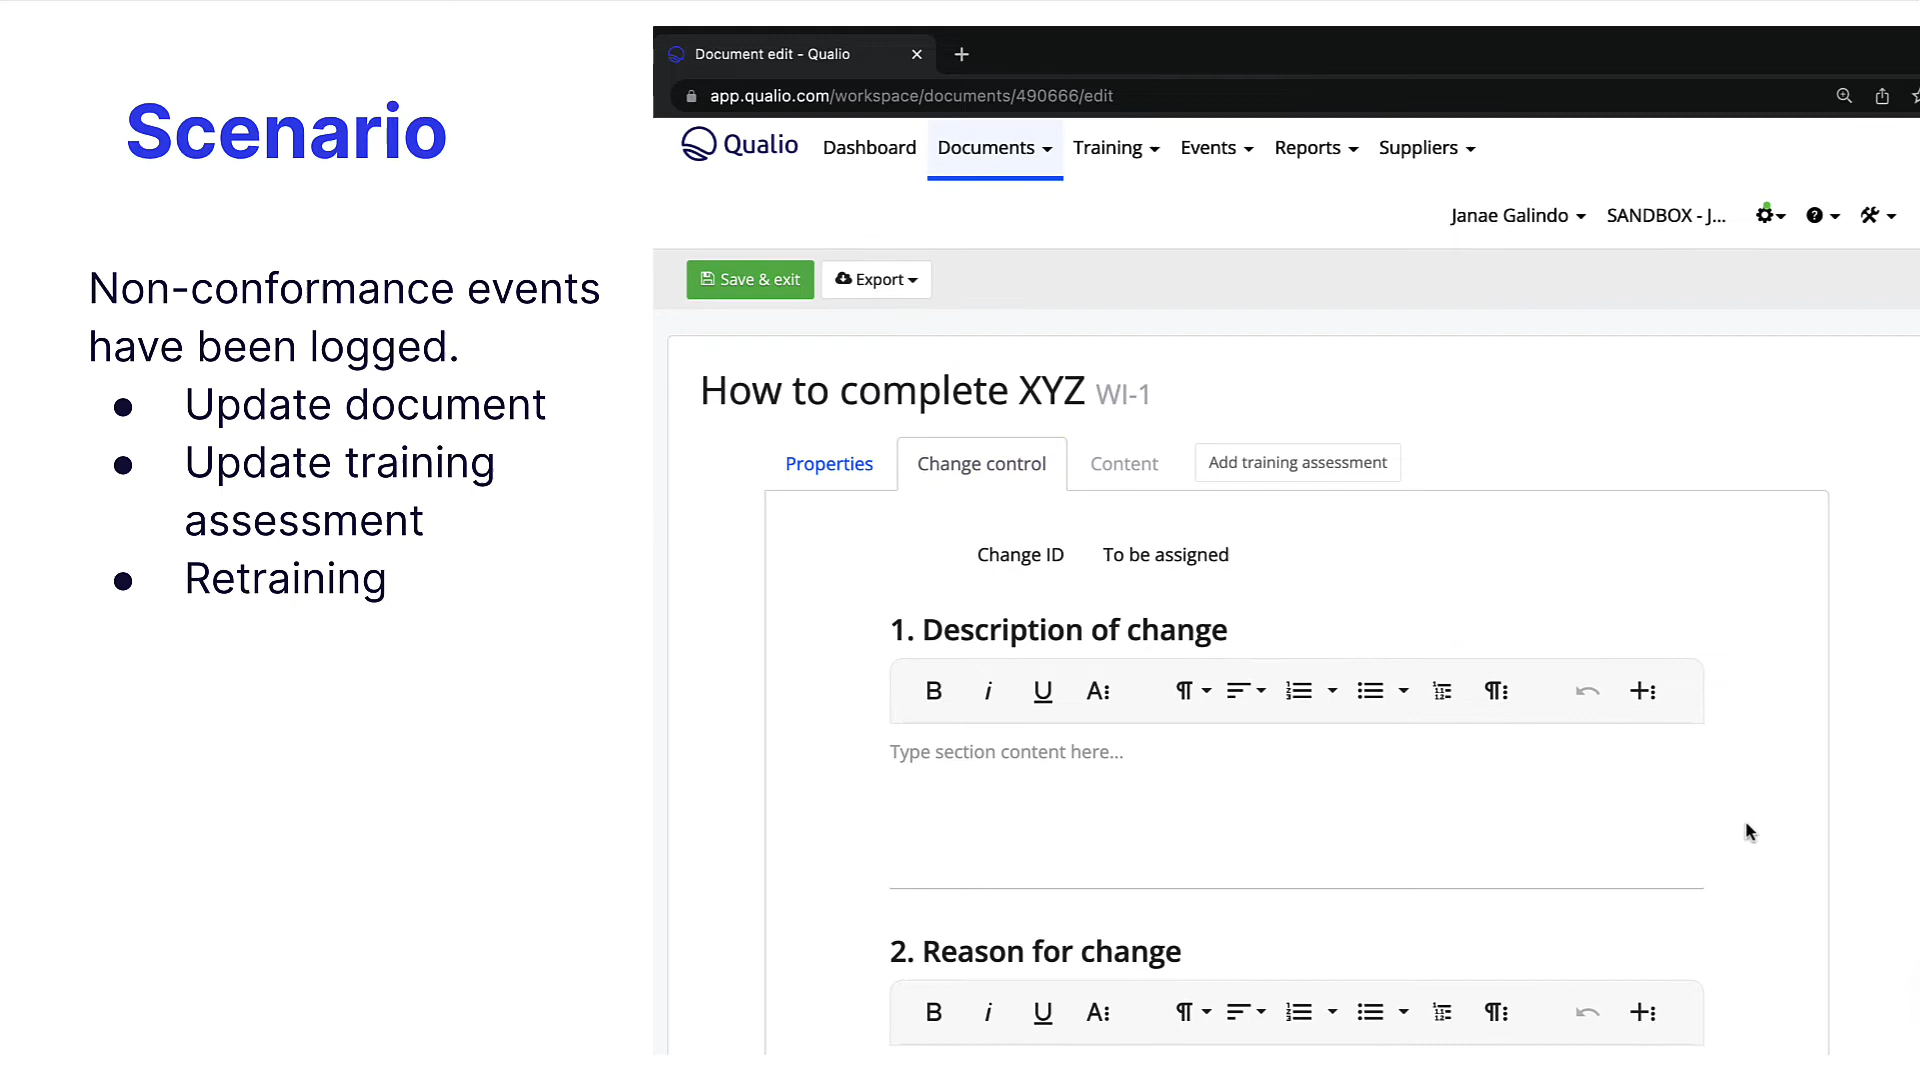 Scenario
Non-conformance events
have been logged.
● Update document
● Update training
assessment
● Retraining
Document edit - Qualio
app.qualio.com/workspace/documents/490666/edit
Qualio Dashboard Documents Training Events Reports Suppliers
Janae Galindo SANDBOX - J...
Save & exit Export
How to complete XYZ WI-1
Properties Change control Content Add training assessment
Change ID To be assigned
1. Description of change
B i U A
Type section content here...
2. Reason for change
B i U A